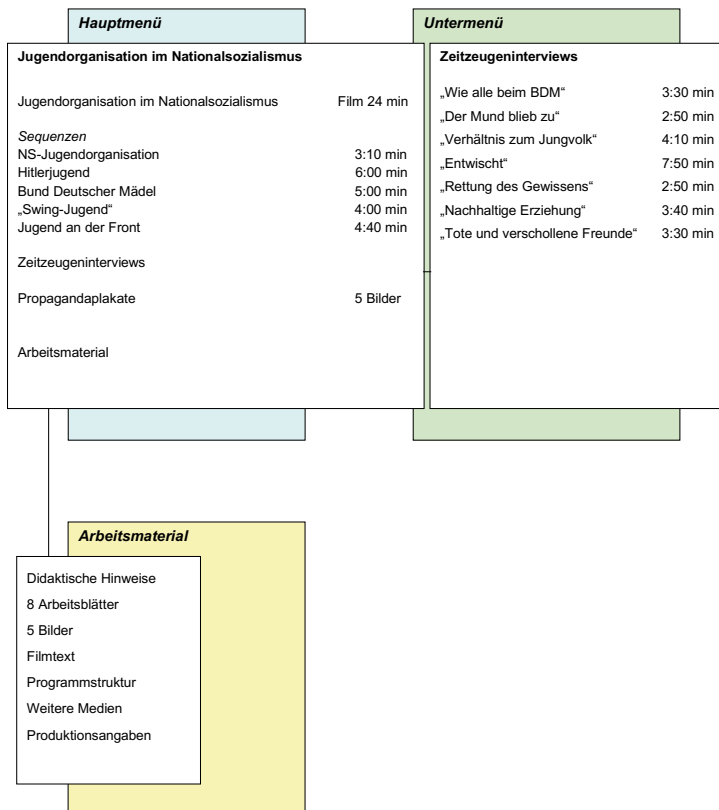 Hauptmenü
Jugendorganisation im Nationalsozialismus
Jugendorganisation im Nationalsozialismus Film 24 min
Sequenzen
NS-Jugendorganisation 3:10 min
Hitlerjugend 6:00 min
Bund Deutscher Mädel 5:00 min
„Swing-Jugend“ 4:00 min
Jugend an der Front 4:40 min
Zeitzeugeninterviews
Propagandaplakate 5 Bilder
Arbeitsmaterial
Untermenü
Zeitzeugeninterviews
„Wie alle beim BDM“ 3:30 min
„Der Mund blieb zu“ 2:50 min
„Verhältnis zum Jungvolk“ 4:10 min
„Entwischt“ 7:50 min
„Rettung des Gewissens“ 2:50 min
„Nachhaltige Erziehung“ 3:40 min
„Tote und verschollene Freunde“ 3:30 min
Arbeitsmaterial
Didaktische Hinweise
8 Arbeitsblätter
5 Bilder
Filmtext
Programmstruktur
Weitere Medien
Produktionsangaben